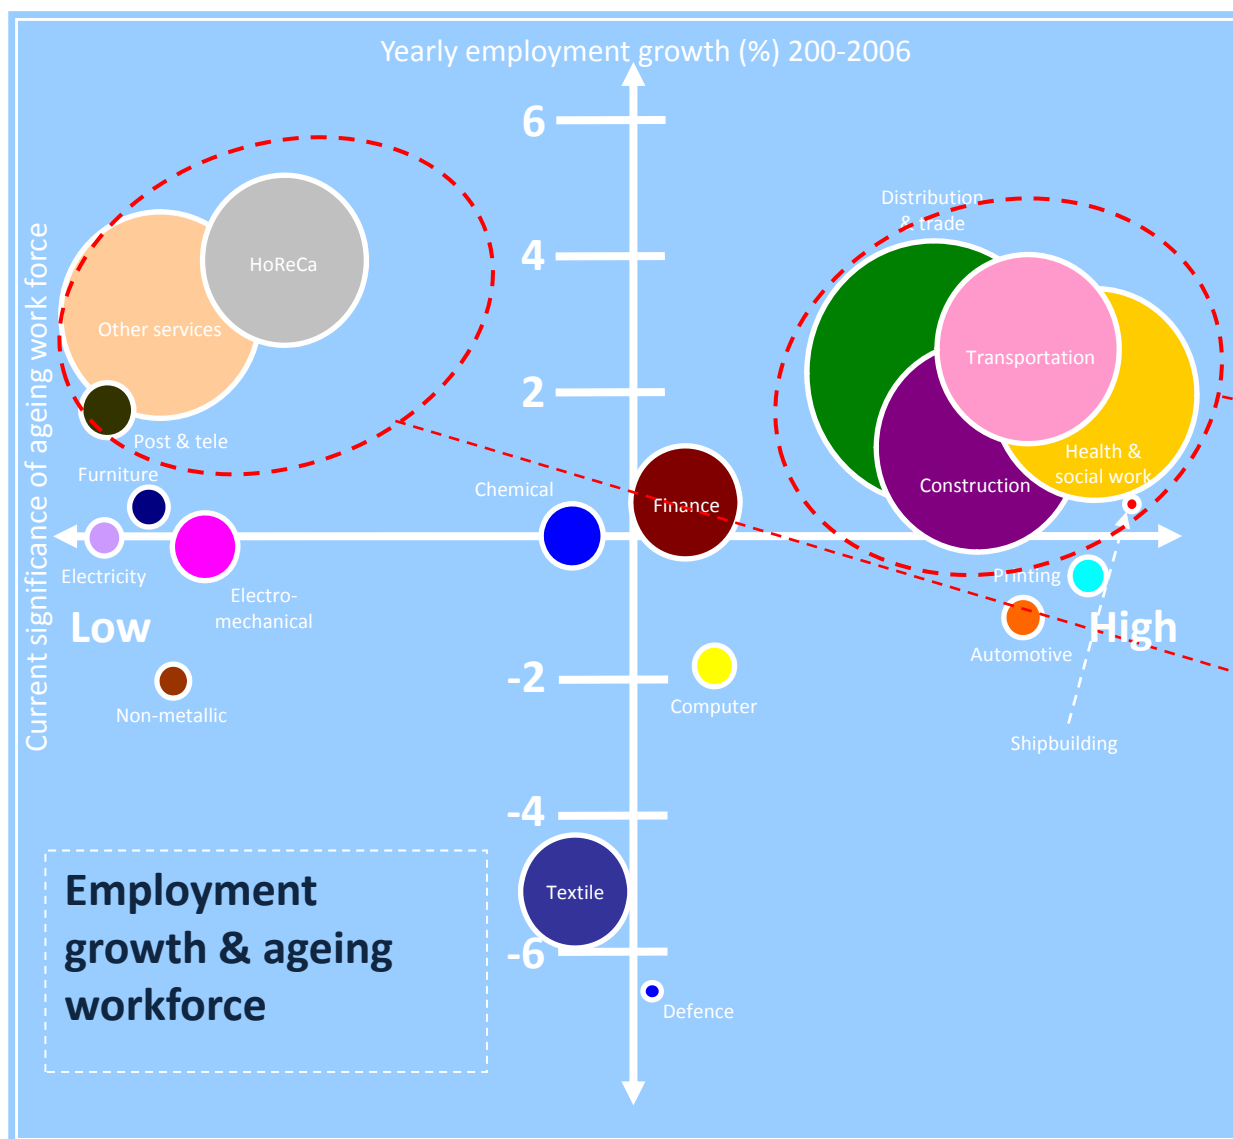 Yearly employment growth (%) 200-2006
6
Distribution
& trade
4
HoReCa
Other services
Transportation
2
Post & tele
Health &
social work
Furniture
Chemical
Construction
Finance
Current significance of ageing work force
Electricity
Electro-
mechanical
Printing
Low
High
Automotive
-2
Non-metallic
Computer
Shipbuilding
-4
Textile
-6
Defence
Employment
growth & ageing
workforce